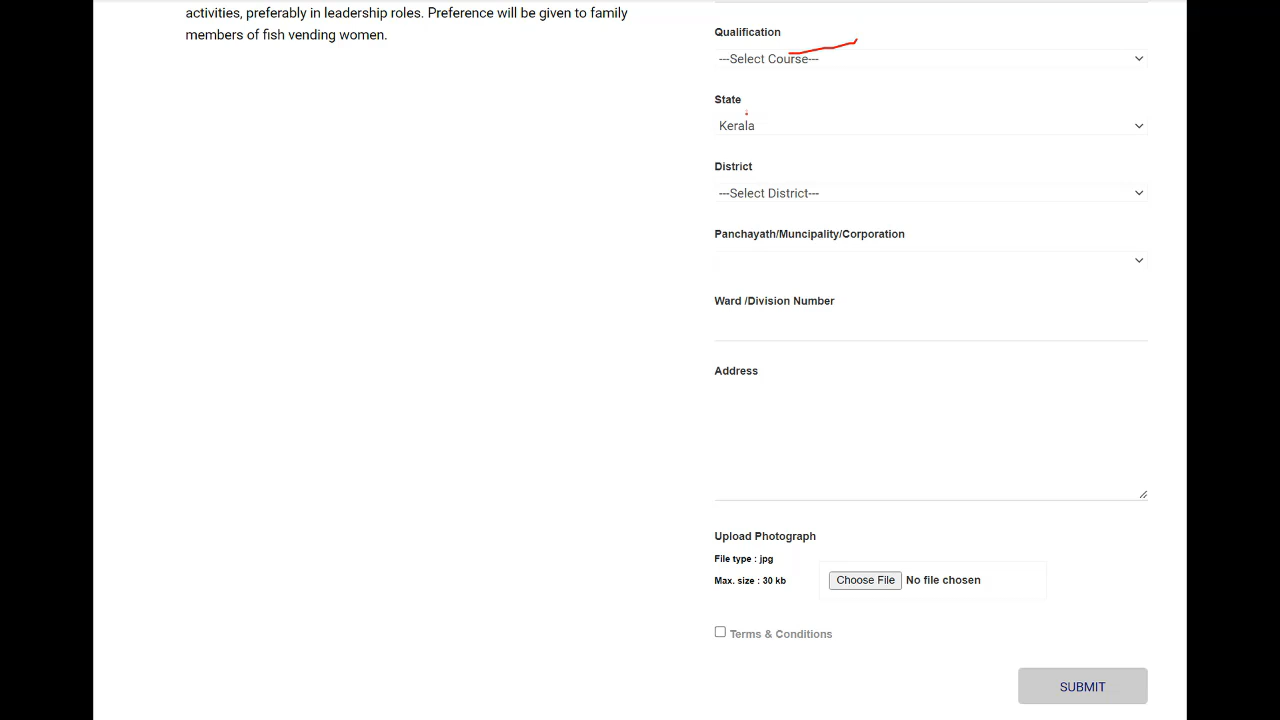 activities, preferably in leadership roles. Preference will be given to family
members of fish vending women.
Qualification
---Select Course---
State
Kerala
District
---Select District---
Panchayath/Muncipality/Corporation
Ward /Division Number
Address
Upload Photograph
File type : jpg
Max. size : 30 kb
Choose File No file chosen
Terms & Conditions
SUBMIT